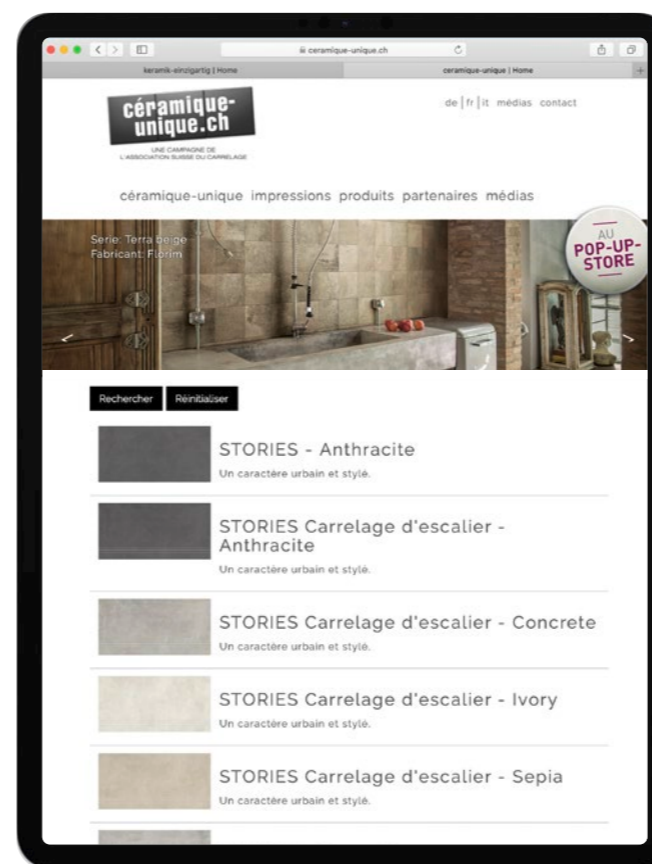 ceramique-unique.ch
keramik-einzigartig | Home
ceramique-unique | Home
céramique-
unique.ch
UNE CAMPAGNE DE
L'ASSOCIATION SUISSE DU CARRELAGE
de | fr | it médias contact
céramique-unique impressions produits partenaires médias
Serie: Terra beige
Fabricant: Florim
AU
POP-UP-
STORE
Rechercher Réinitialiser
STORIES - Anthracite
Un caractère urbain et stylé.
STORIES Carrelage d'escalier -
Anthracite
Un caractère urbain et stylé.
STORIES Carrelage d'escalier - Concrete
Un caractère urbain et stylé.
STORIES Carrelage d'escalier - Ivory
Un caractère urbain et stylé.
STORIES Carrelage d'escalier - Sepia
Un caractère urbain et stylé.